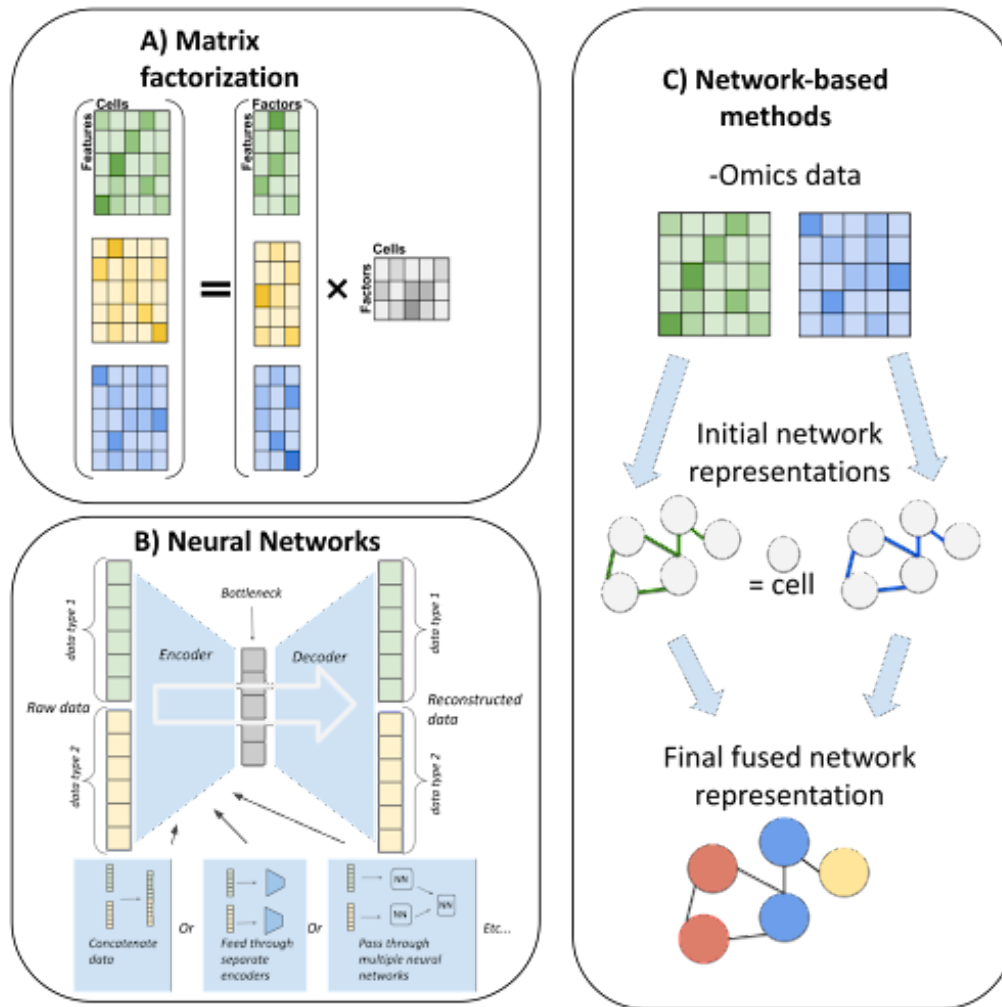 A) Matrix
factorization
Cells
Features
Factors
Features
=
×
Cells
Factors
B) Neural Networks
data type 1
Bottleneck
data type 1
Encoder
Decoder
Raw data
Reconstructed
data
data type 2
data type 2
Concatenate
data
Or
Feed through
separate
encoders
Or
NN
NN
NN
Pass through
multiple neural
networks
Etc...
C) Network-based
methods
-Omics data
Initial network
representations
= cell
Final fused network
representation